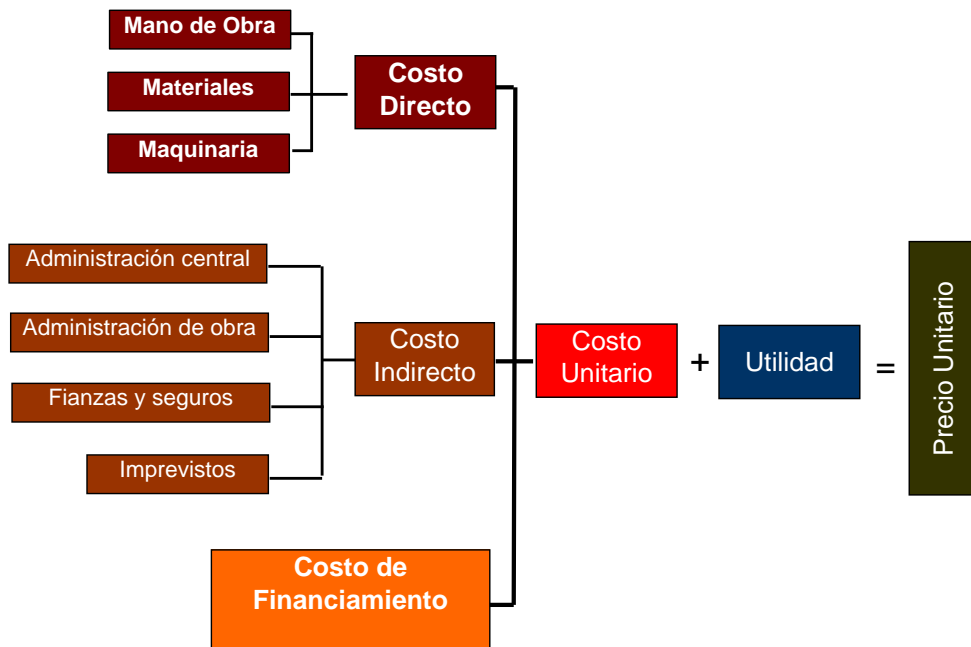 Mano de Obra
Materiales
Maquinaria
Costo
Directo
Administración central
Administración de obra
Fianzas y seguros
Imprevistos
Costo
Indirecto
Costo de
Financiamiento
Costo
Unitario
+
Utilidad
=
Precio Unitario